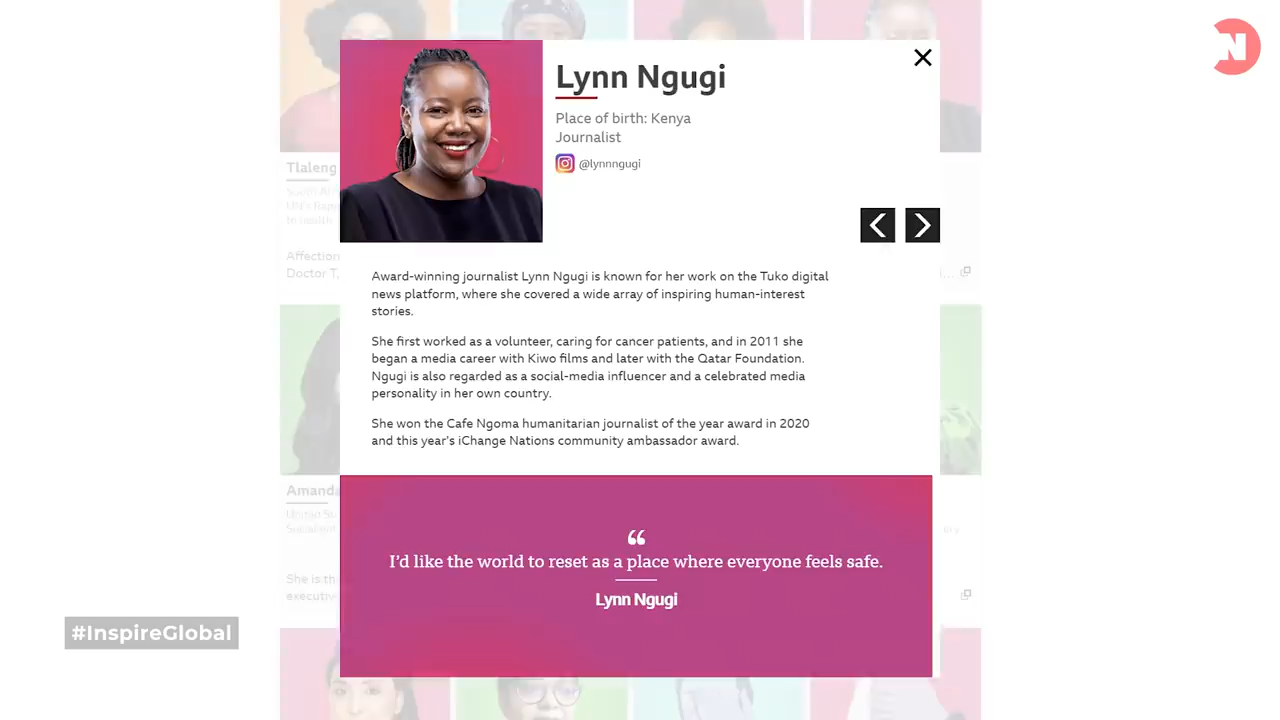 Lynn Ngugi
Place of birth: Kenya
Journalist
@lynnngugi
Award-winning journalist Lynn Ngugi is known for her work on the Tuko digital
news platform, where she covered a wide array of inspiring human-interest
stories.
She first worked as a volunteer, caring for cancer patients, and in 2011 she
began a media career with Kiwo films and later with the Qatar Foundation.
Ngugi is also regarded as a social-media influencer and a celebrated media
personality in her own country.
She won the Cafe Ngoma humanitarian journalist of the year award in 2020
and this year's iChange Nations community ambassador award.
“
I'd like the world to reset as a place where everyone feels safe.
Lynn Ngugi
Tlaleng
South
UN's
Doctor T,
Amanda
She is
#InspireGlobal
N